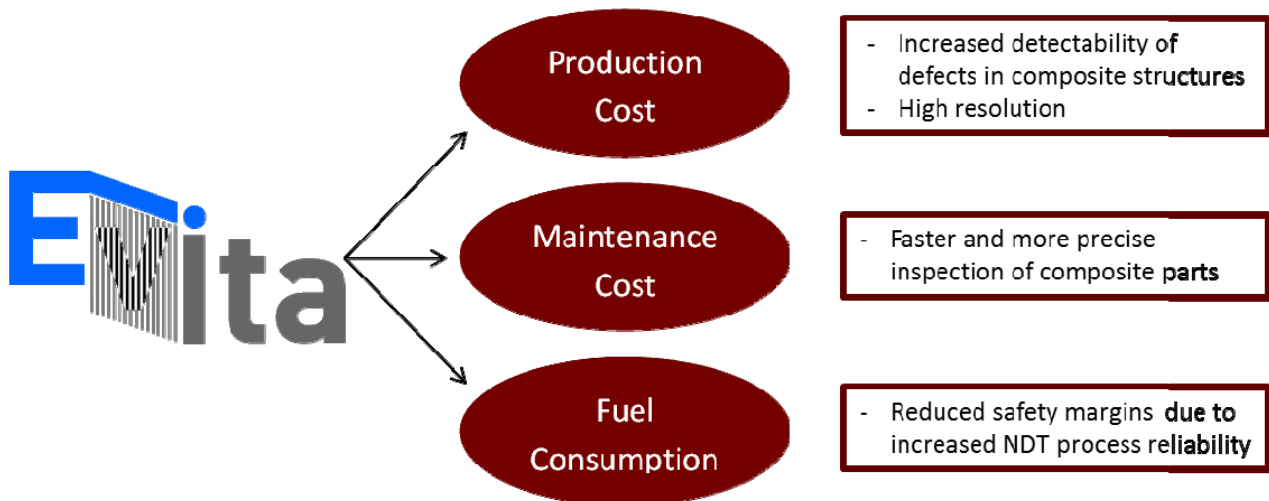 Evita
Production
Cost
- Increased detectability of
defects in composite structures
- High resolution
Maintenance
Cost
- Faster and more precise
inspection of composite parts
Fuel
Consumption
- Reduced safety margins due to
increased NDT process reliability